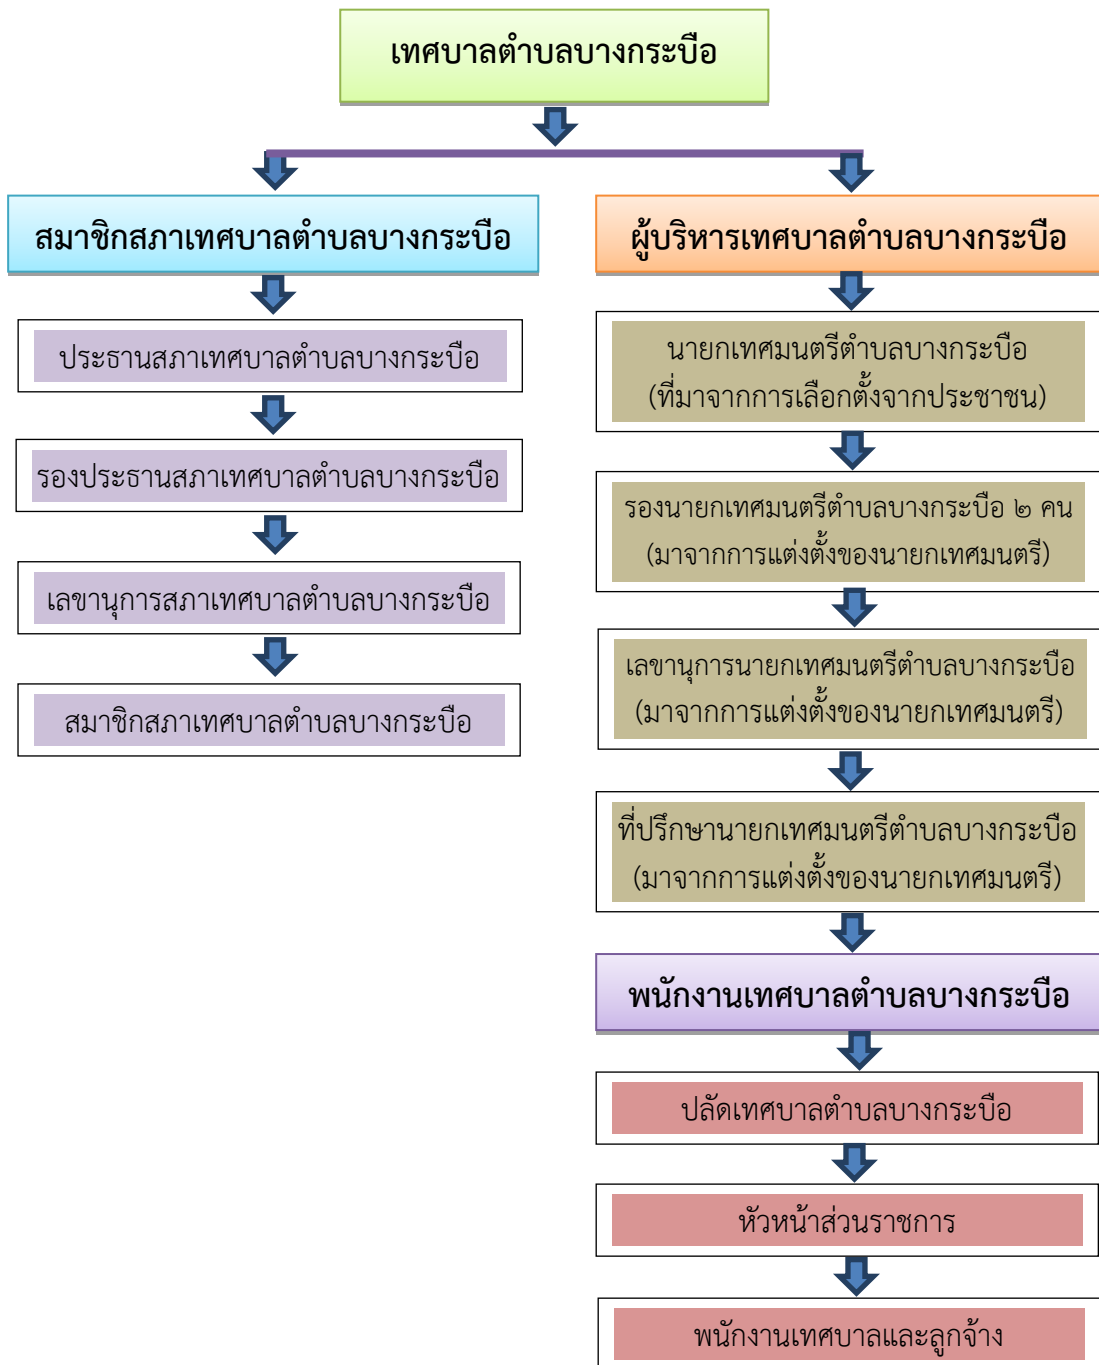 เทศบาลตำบลบางกระบือ
สมาชิกสภาเทศบาลตำบลบางกระบือ
ประธานสภาเทศบาลตำบลบางกระบือ
รองประธานสภาเทศบาลตำบลบางกระบือ
เลขานุการสภาเทศบาลตำบลบางกระบือ
สมาชิกสภาเทศบาลตำบลบางกระบือ
ผู้บริหารเทศบาลตำบลบางกระบือ
นายกเทศมนตรีตำบลบางกระบือ
(ที่มาจากการเลือกตั้งจากประชาชน)
รองนายกเทศมนตรีตำบลบางกระบือ ๒ คน
(มาจากการแต่งตั้งของนายกเทศมนตรี)
เลขานุการนายกเทศมนตรีตำบลบางกระบือ
(มาจากการแต่งตั้งของนายกเทศมนตรี)
ที่ปรึกษานายกเทศมนตรีตำบลบางกระบือ
(มาจากการแต่งตั้งของนายกเทศมนตรี)
พนักงานเทศบาลตำบลบางกระบือ
ปลัดเทศบาลตำบลบางกระบือ
หัวหน้าส่วนราชการ
พนักงานเทศบาลและลูกจ้าง